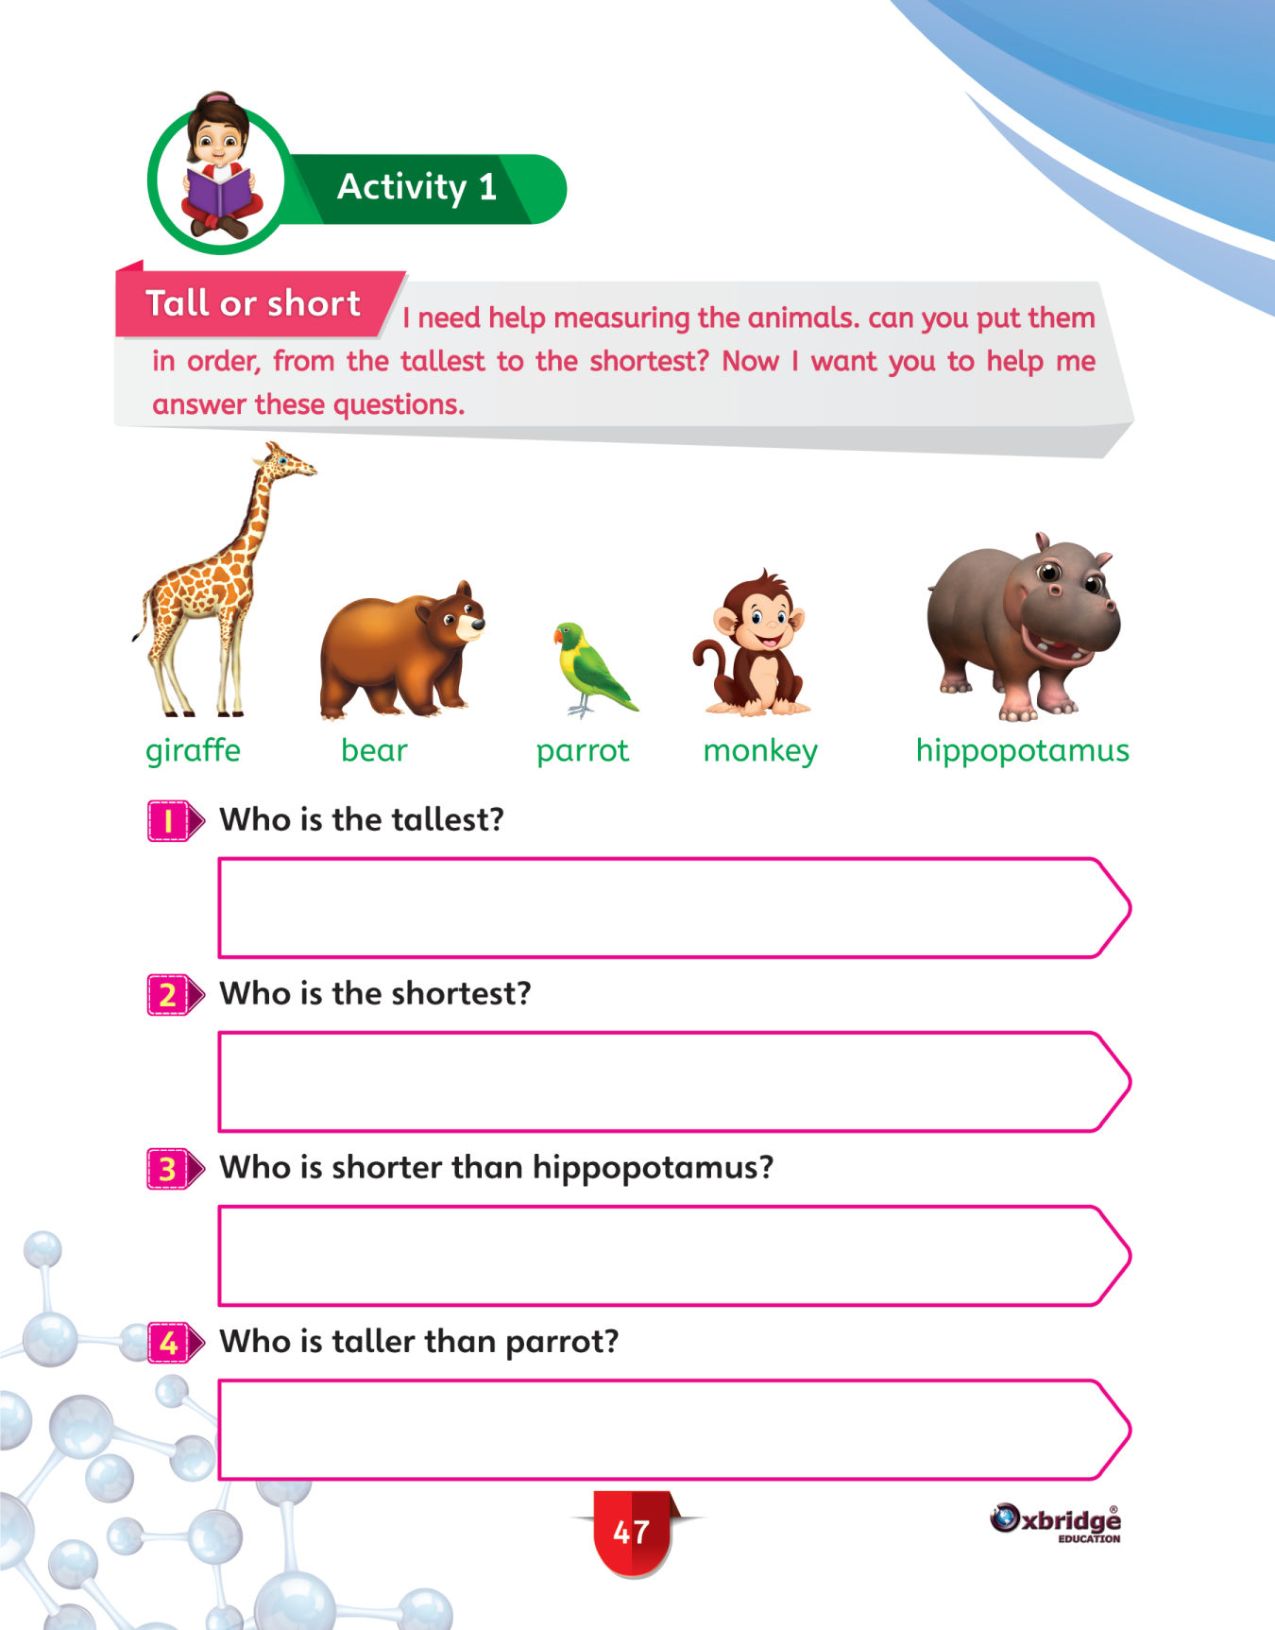 Activity 1
Tall or short
I need help measuring the animals. can you put them
in order, from the tallest to the shortest? Now I want you to help me
answer these questions.
giraffe bear parrot monkey hippopotamus
1 Who is the tallest?
2 Who is the shortest?
3 Who is shorter than hippopotamus?
4 Who is taller than parrot?
47
Oxbridge®
EDUCATION